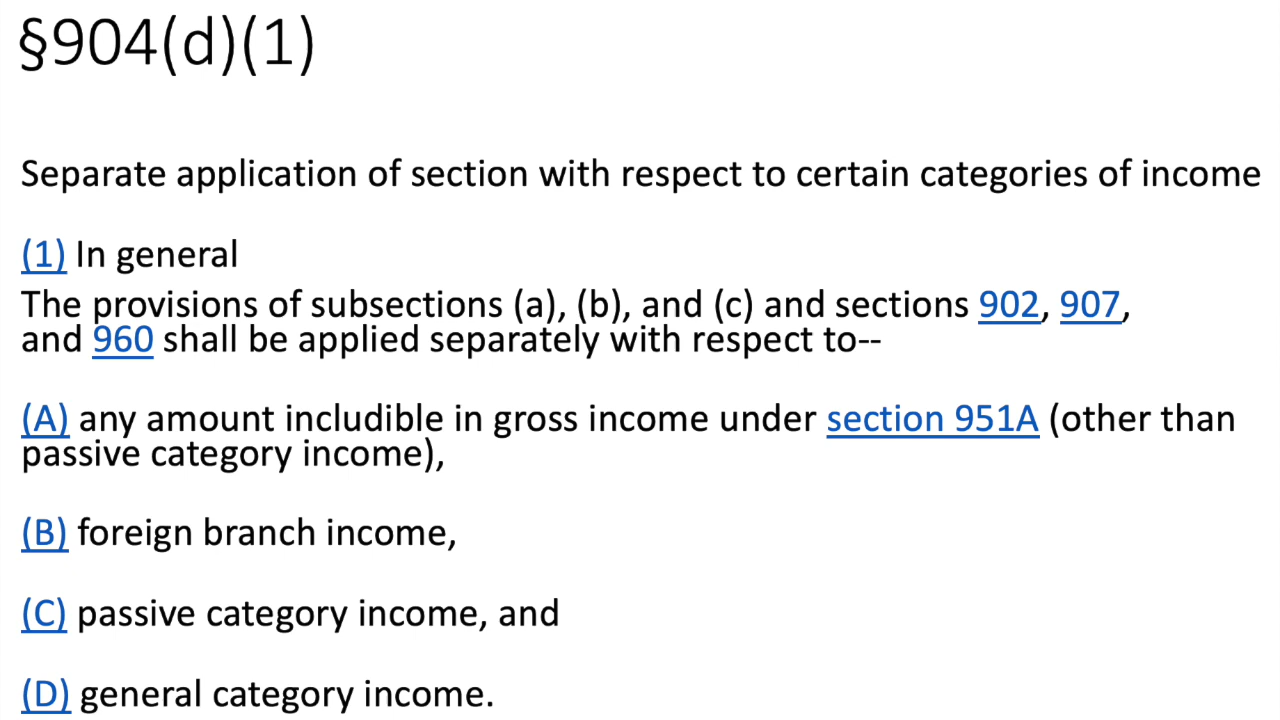 §904(d)(1)
Separate application of section with respect to certain categories of income
(1) In general
The provisions of subsections (a), (b), and (c) and sections 902, 907,
and 960 shall be applied separately with respect to--
(A) any amount includible in gross income under section 951A (other than
passive category income),
(B) foreign branch income,
(C) passive category income, and
(D) general category income.